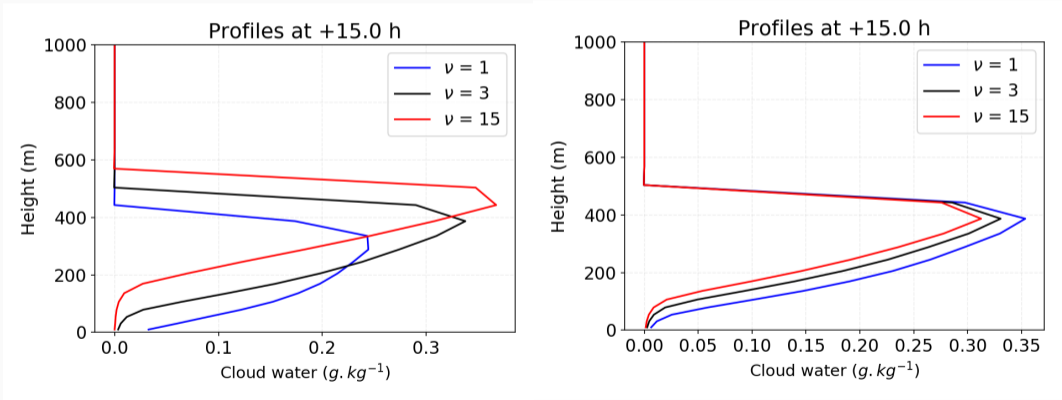 Profiles at +15.0 h
1000
800
600
400
200
0
Height (m)
ν = 1
ν = 3
ν = 15
0.0 0.1 0.2 0.3
Cloud water (g.kg⁻¹)
Profiles at +15.0 h
1000
800
600
400
200
0
Height (m)
ν = 1
ν = 3
ν = 15
0.00 0.05 0.10 0.15 0.20 0.25 0.30 0.35
Cloud water (g.kg⁻¹)